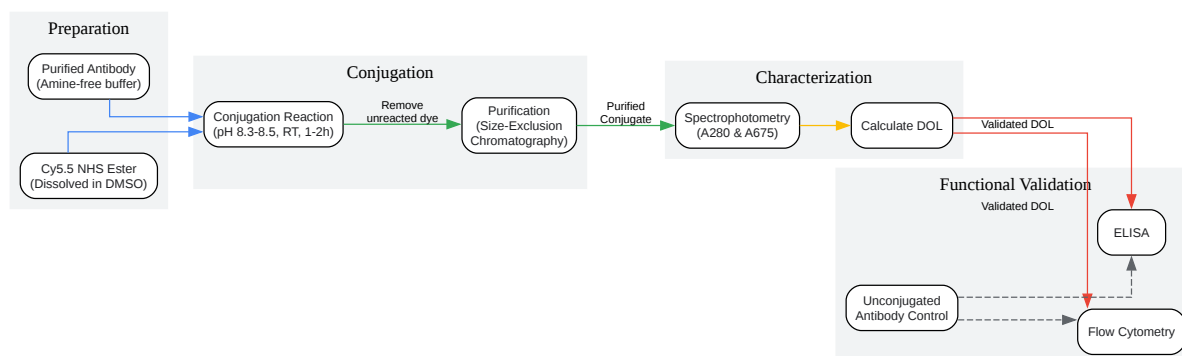 Preparation
Purified Antibody
(Amine-free buffer)
Cy5.5 NHS Ester
(Dissolved in DMSO)
Conjugation
Conjugation Reaction
(pH 8.3-8.5, RT, 1-2h)
Remove
unreacted dye
Purification
(Size-Exclusion
Chromatography)
Purified
Conjugate
Characterization
Spectrophotometry
(A280 & A675)
Calculate DOL
Validated DOL
Functional Validation
Validated DOL
ELISA
Unconjugated
Antibody Control
Flow Cytometry